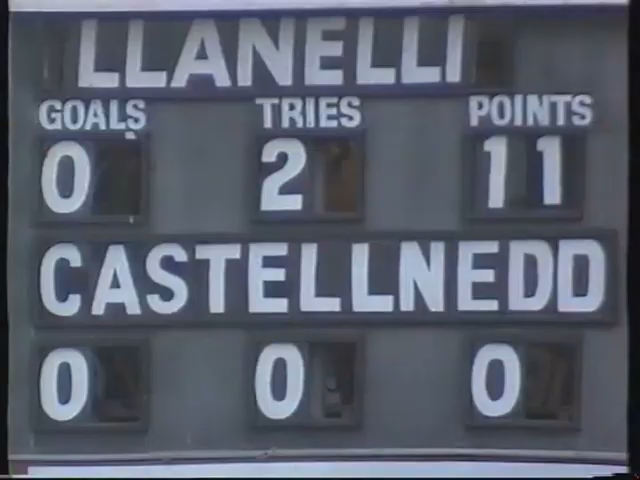 LLANELLI
GOALS TRIES POINTS
0 2 11
CASTELLNEDD
0 0 0